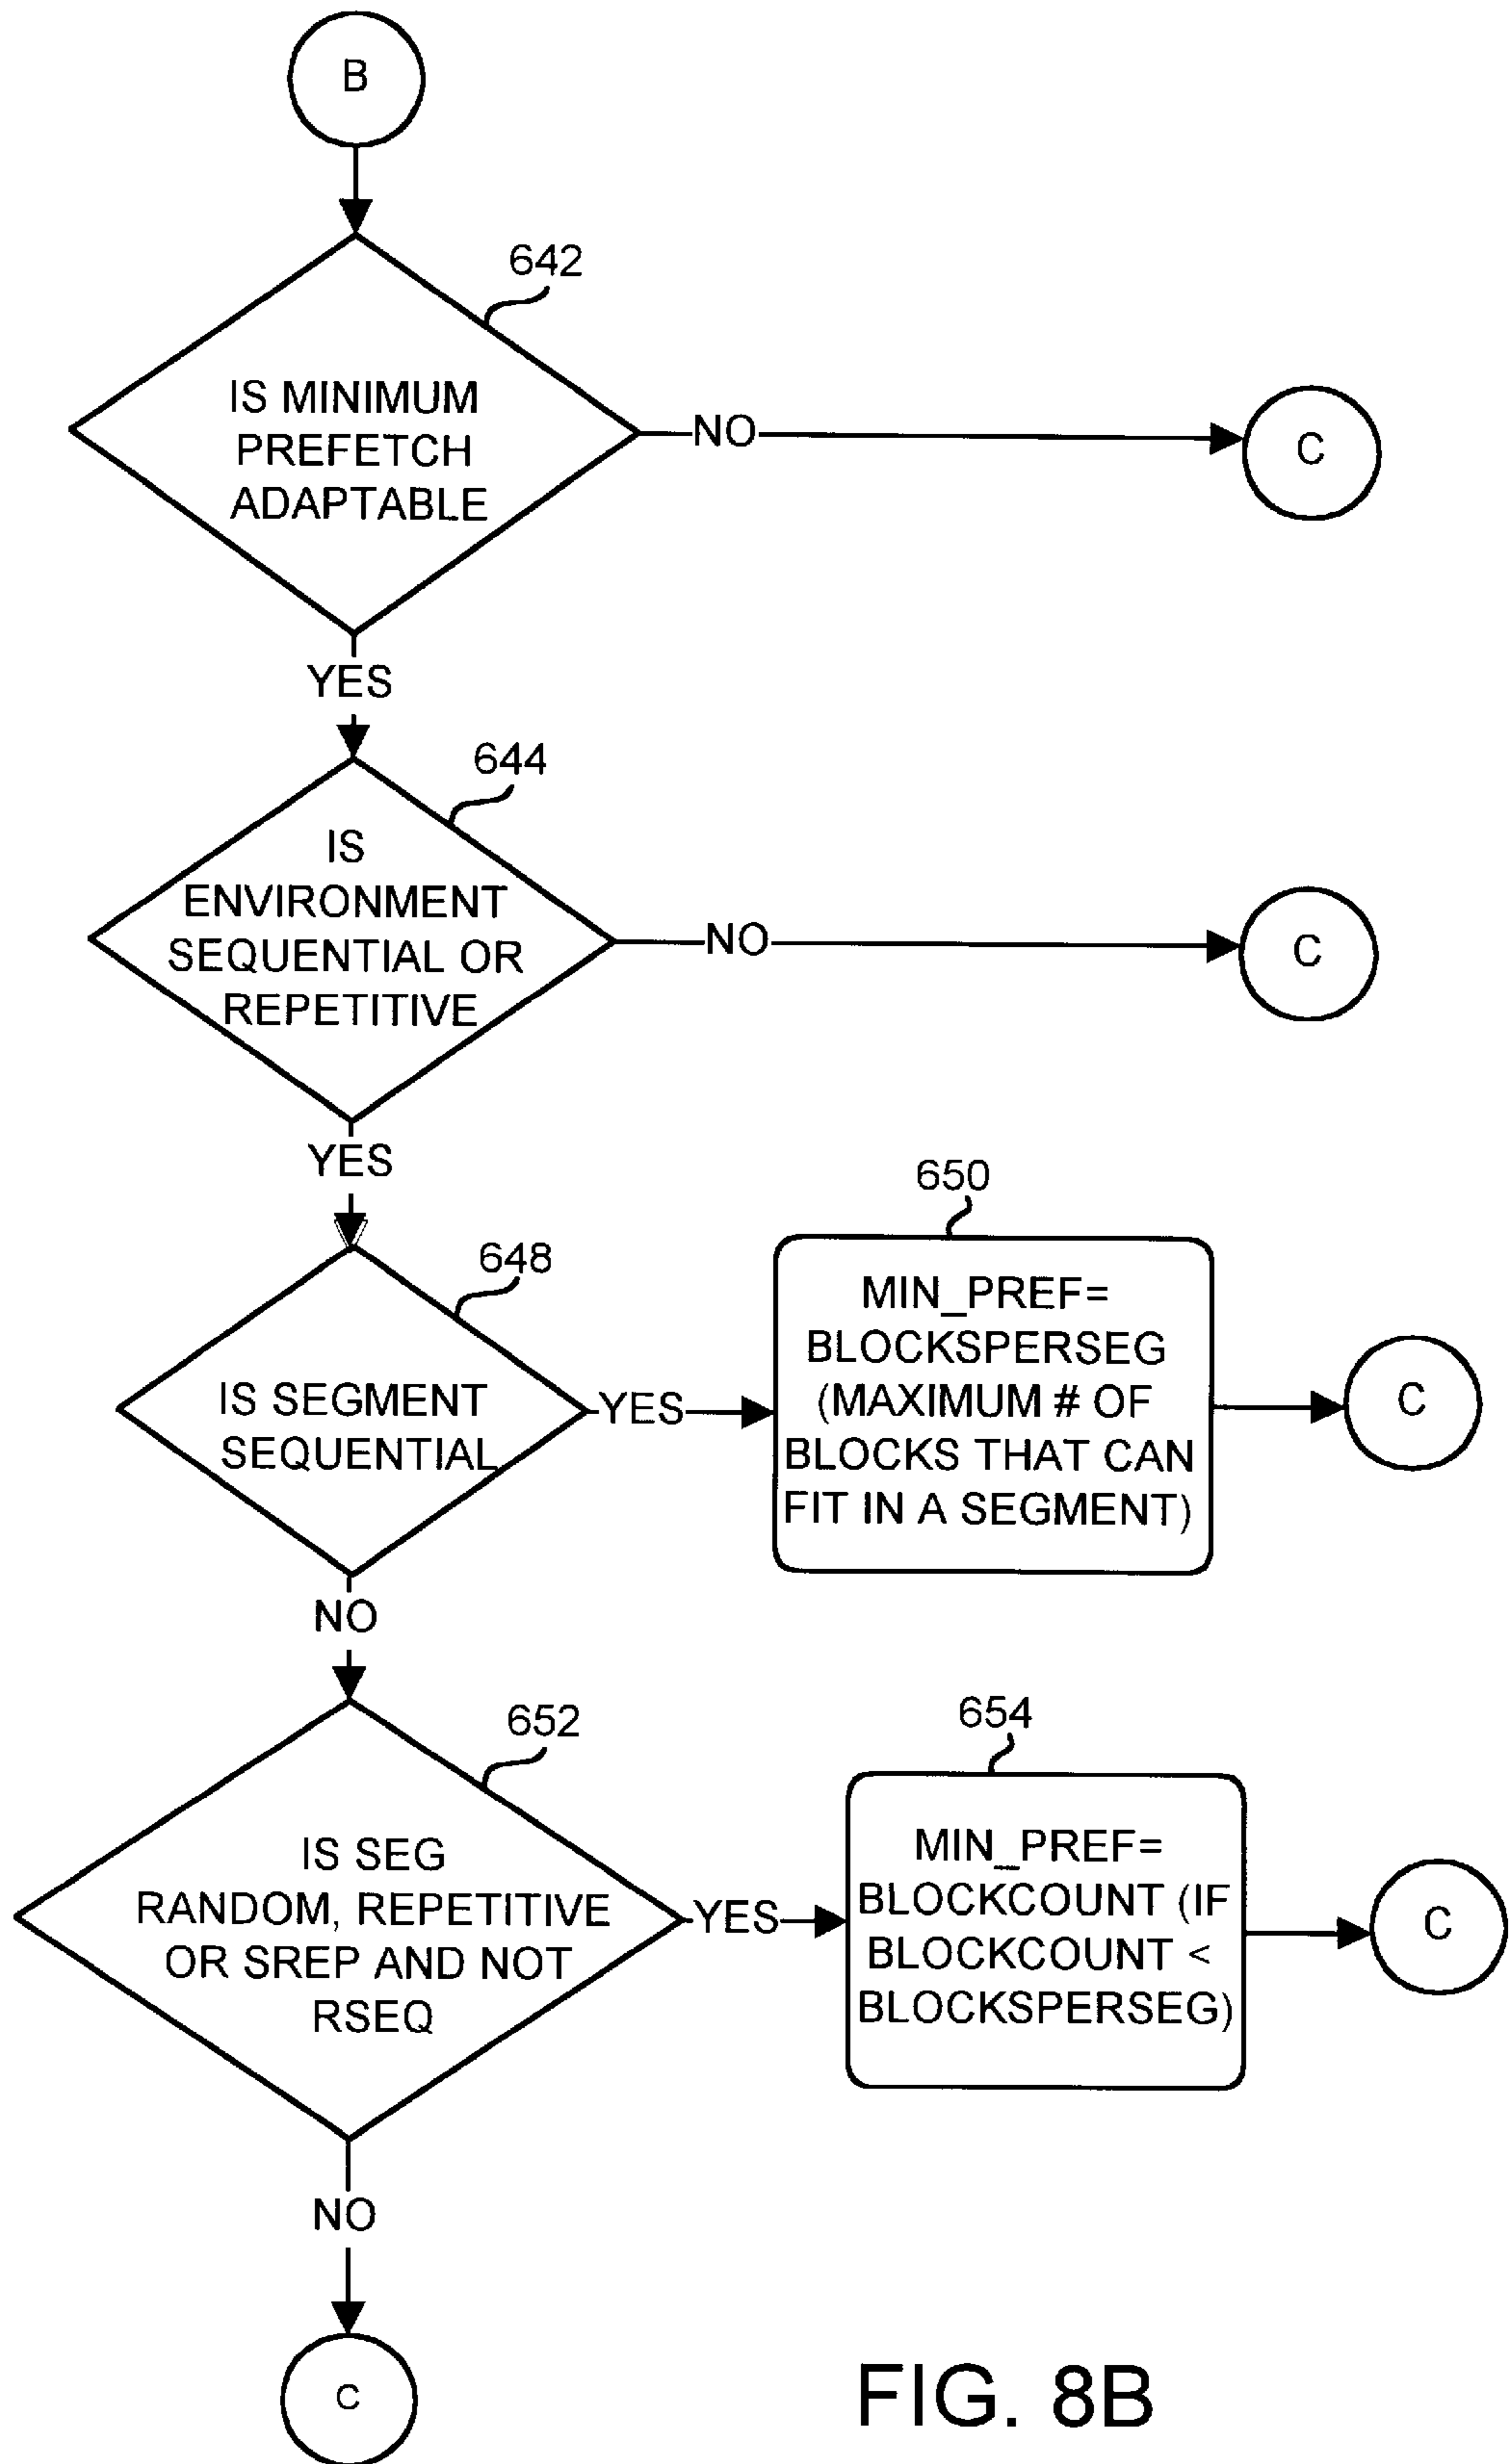 B
642
IS MINIMUM
PREFETCH
ADAPTABLE
NO
C
YES
644
IS
ENVIRONMENT
SEQUENTIAL OR
REPETITIVE
NO
C
YES
648
IS SEGMENT
SEQUENTIAL
YES
650
MIN_PREF=
BLOCKSPERSEG
(MAXIMUM # OF
BLOCKS THAT CAN
FIT IN A SEGMENT)
C
NO
652
IS SEG
RANDOM, REPETITIVE
OR SREP AND NOT
RSEQ
YES
654
MIN_PREF=
BLOCKCOUNT (IF
BLOCKCOUNT <
BLOCKSPERSEG)
C
NO
C
FIG. 8B